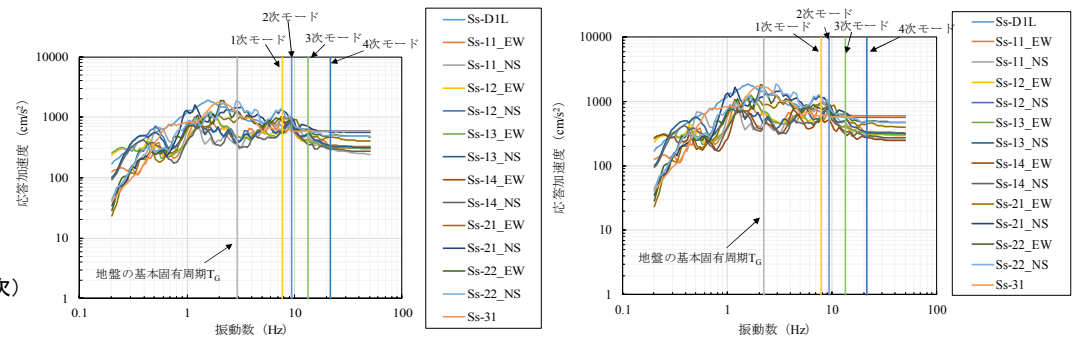 2次モード
1次モード
3次モード
4次モード
10000
1000
100
10
1
応答加速度 (cm/s²)
0.1
1
10
100
振動数 (Hz)
地盤の基本固有周期TG
Ss-D1L
Ss-11_EW
Ss-11_NS
Ss-12_EW
Ss-12_NS
Ss-13_EW
Ss-13_NS
Ss-14_EW
Ss-14_NS
Ss-21_EW
Ss-21_NS
Ss-22_EW
Ss-22_NS
Ss-31
次）
2次モード
1次モード
3次モード
4次モード
10000
1000
100
10
1
応答加速度 (cm/s²)
0.1
1
10
100
振動数 (Hz)
地盤の基本固有周期TG
Ss-D1L
Ss-11_EW
Ss-11_NS
Ss-12_EW
Ss-12_NS
Ss-13_EW
Ss-13_NS
Ss-14_EW
Ss-14_NS
Ss-21_EW
Ss-21_NS
Ss-22_EW
Ss-22_NS
Ss-31